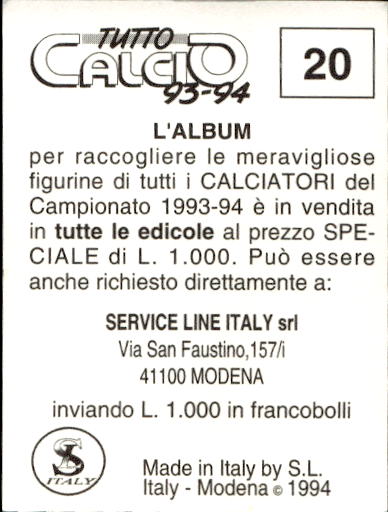 TUTTO
CALCIO
93-94
20
L'ALBUM
per raccogliere le meravigliose
figurine di tutti i CALCIATORI del
Campionato 1993-94 è in vendita
in tutte le edicole al prezzo SPE-
CIALE di L. 1.000. Può essere
anche richiesto direttamente a:
SERVICE LINE ITALY srl
Via San Faustino,157/i
41100 MODENA
inviando L. 1.000 in francobolli
SL
ITALY
Made in Italy by S.L.
Italy - Modena © 1994